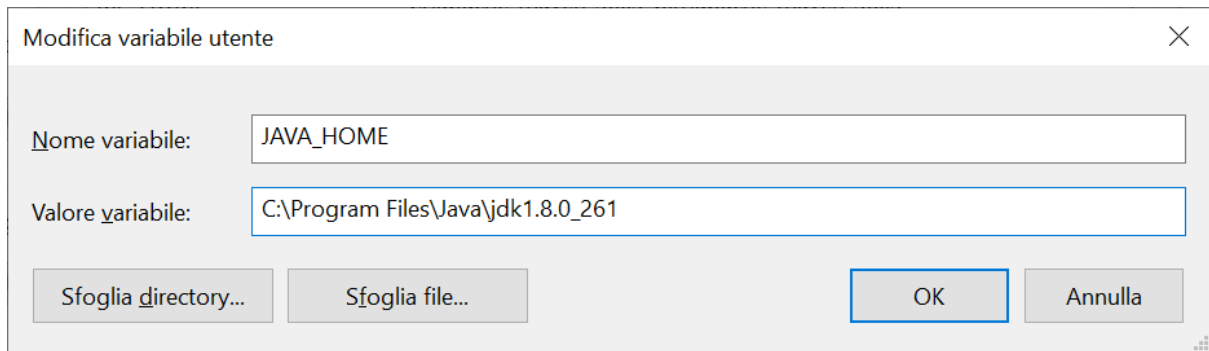 Modifica variabile utente
Nome variabile:
JAVA_HOME
Valore variabile:
C:\Program Files\Java\jdk1.8.0_261
Sfoglia directory...
Sfoglia file...
OK
Annulla